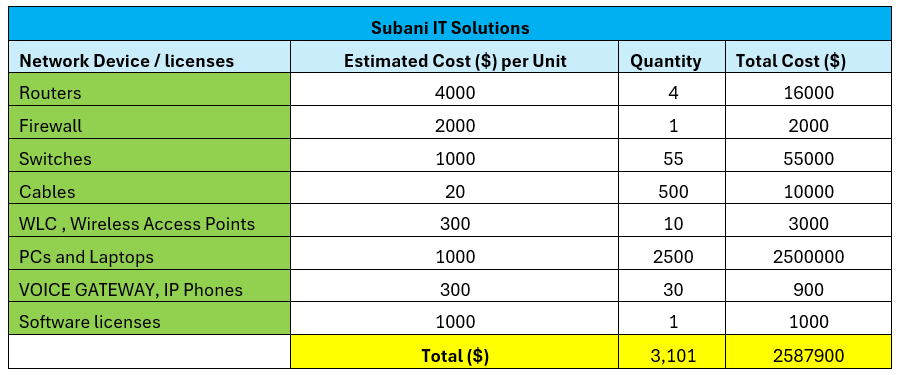 Subani IT Solutions
Network Device / licenses Estimated Cost ($) per Unit Quantity Total Cost ($)
Routers 4000 4 16000
Firewall 2000 1 2000
Switches 1000 55 55000
Cables 20 500 10000
WLC , Wireless Access Points 300 10 3000
PCs and Laptops 1000 2500 2500000
VOICE GATEWAY, IP Phones 300 30 900
Software licenses 1000 1 1000
Total ($) 3,101 2587900